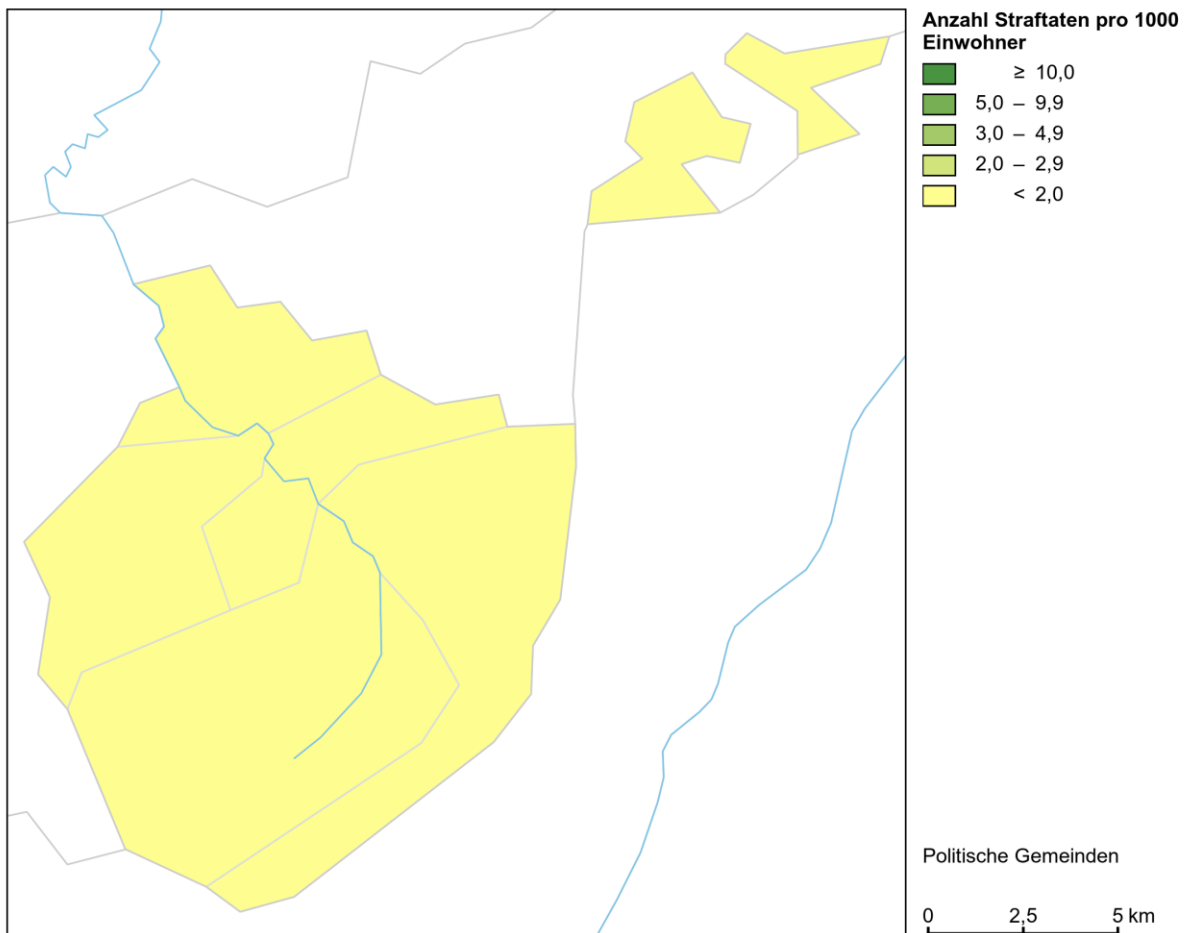 Anzahl Straftaten pro 1000
Einwohner
≥ 10,0
5,0 – 9,9
3,0 – 4,9
2,0 – 2,9
< 2,0
Politische Gemeinden
0 2,5 5 km